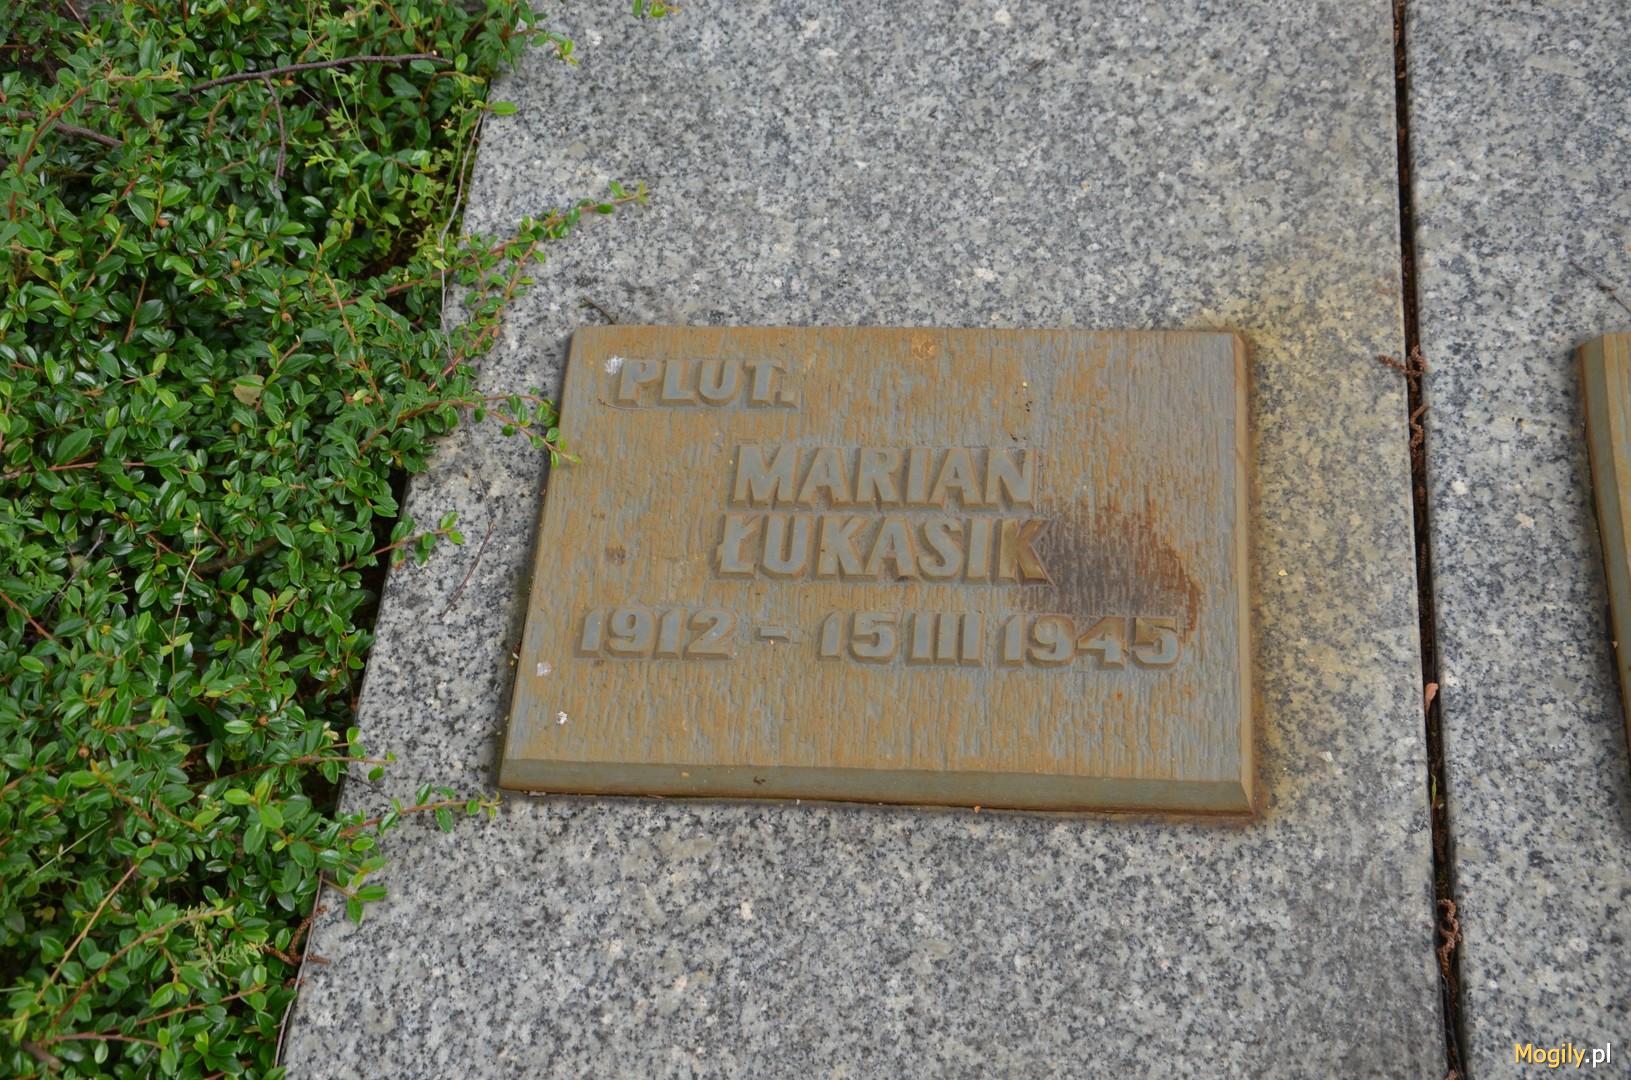 PLUT.
MARIAN
ŁUKASIK
1912 - 15 III 1945
Mogily.pl